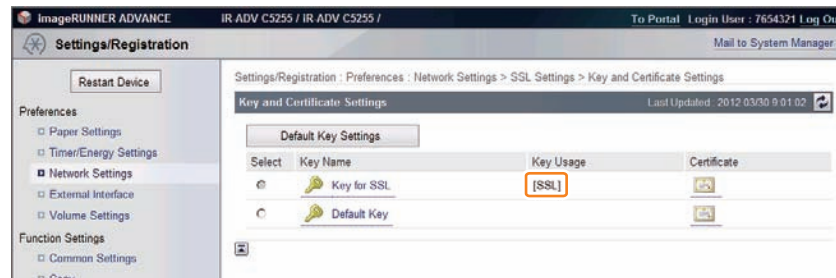 imageRUNNER ADVANCE
IR-ADV C5255 / IR-ADV C5255 /
To Portal Login User : 7654321 Log Ou
Settings/Registration
Mail to System Manager
Restart Device
Settings/Registration : Preferences : Network Settings > SSL Settings > Key and Certificate Settings
Key and Certificate Settings
Last Updated : 2012 03/30 9:01:02
Preferences
Paper Settings
Timer/Energy Settings
Network Settings
External Interface
Volume Settings
Function Settings
Common Settings
Copy
Default Key Settings
Select Key Name Key Usage Certificate
Key for SSL [SSL]
Default Key